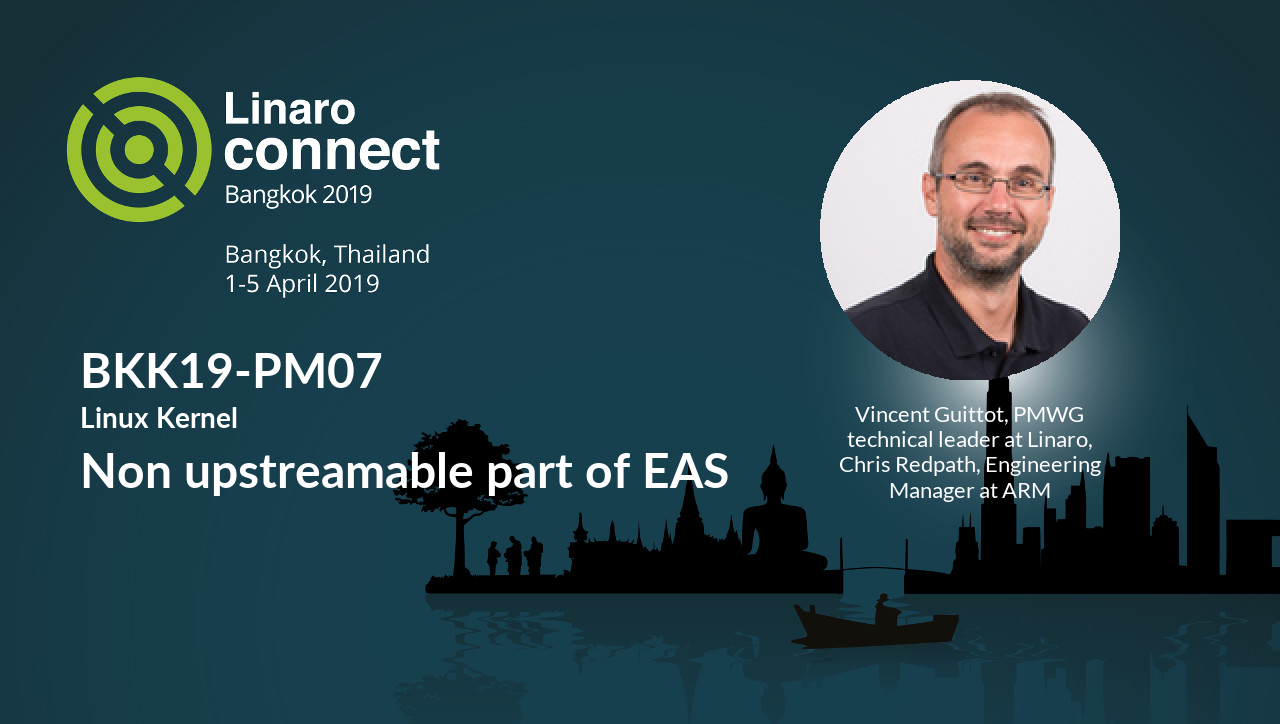 Linaro
connect
Bangkok 2019
Bangkok, Thailand
1-5 April 2019
BKK19-PM07
Linux Kernel
Non upstreamable part of EAS
Vincent Guittot, PMWG
technical leader at Linaro,
Chris Redpath, Engineering
Manager at ARM